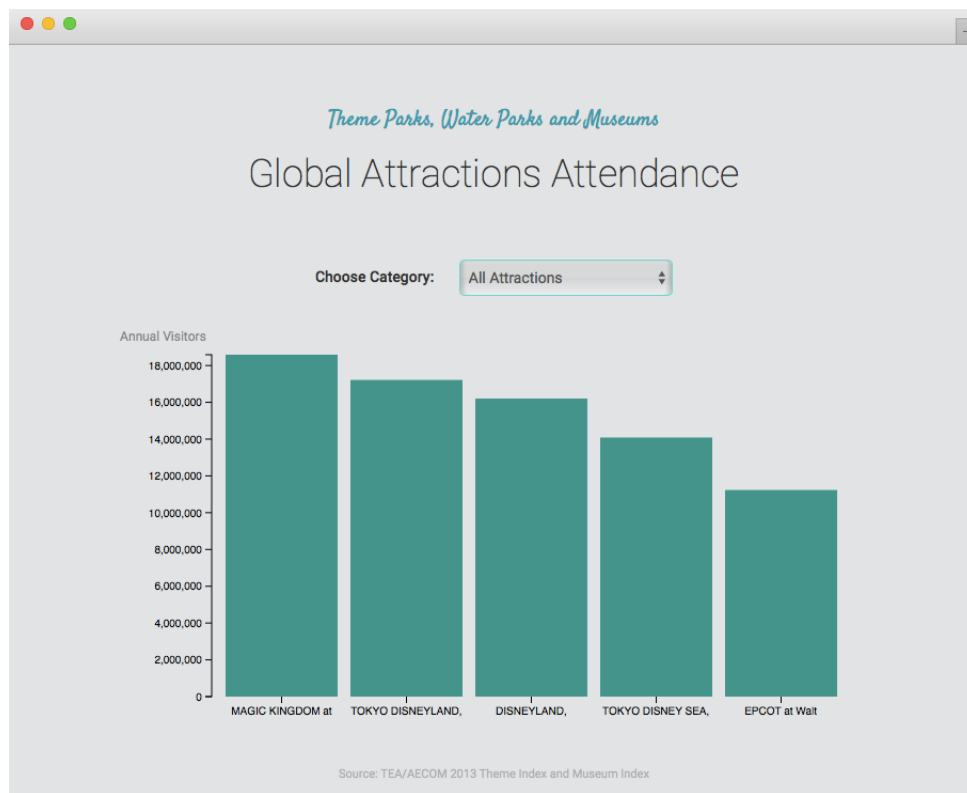 Theme Parks, Water Parks and Museums
Global Attractions Attendance
Choose Category: All Attractions
Annual Visitors
18,000,000
16,000,000
14,000,000
12,000,000
10,000,000
8,000,000
6,000,000
4,000,000
2,000,000
0
MAGIC KINGDOM at TOKYO DISNEYLAND, DISNEYLAND, TOKYO DISNEY SEA, EPCOT at Walt
Source: TEA/AECOM 2013 Theme Index and Museum Index